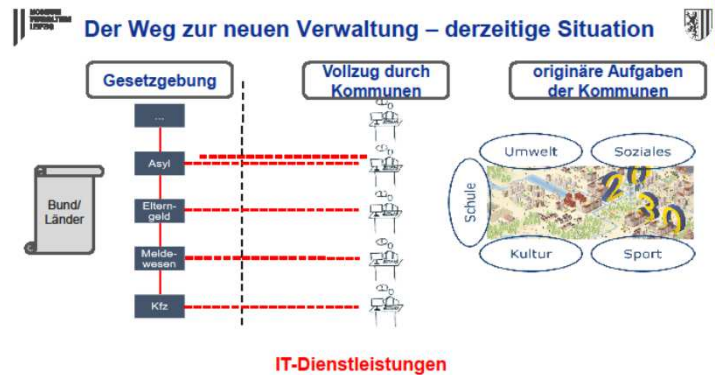 Der Weg zur neuen Verwaltung – derzeitige Situation
Gesetzgebung
Vollzug durch
Kommunen
originäre Aufgaben
der Kommunen
...
Asyl
Eltern-
geld
Melde-
wesen
Kfz
Bund/
Länder
Umwelt
Soziales
Schule
2030
Kultur
Sport
IT-Dienstleistungen